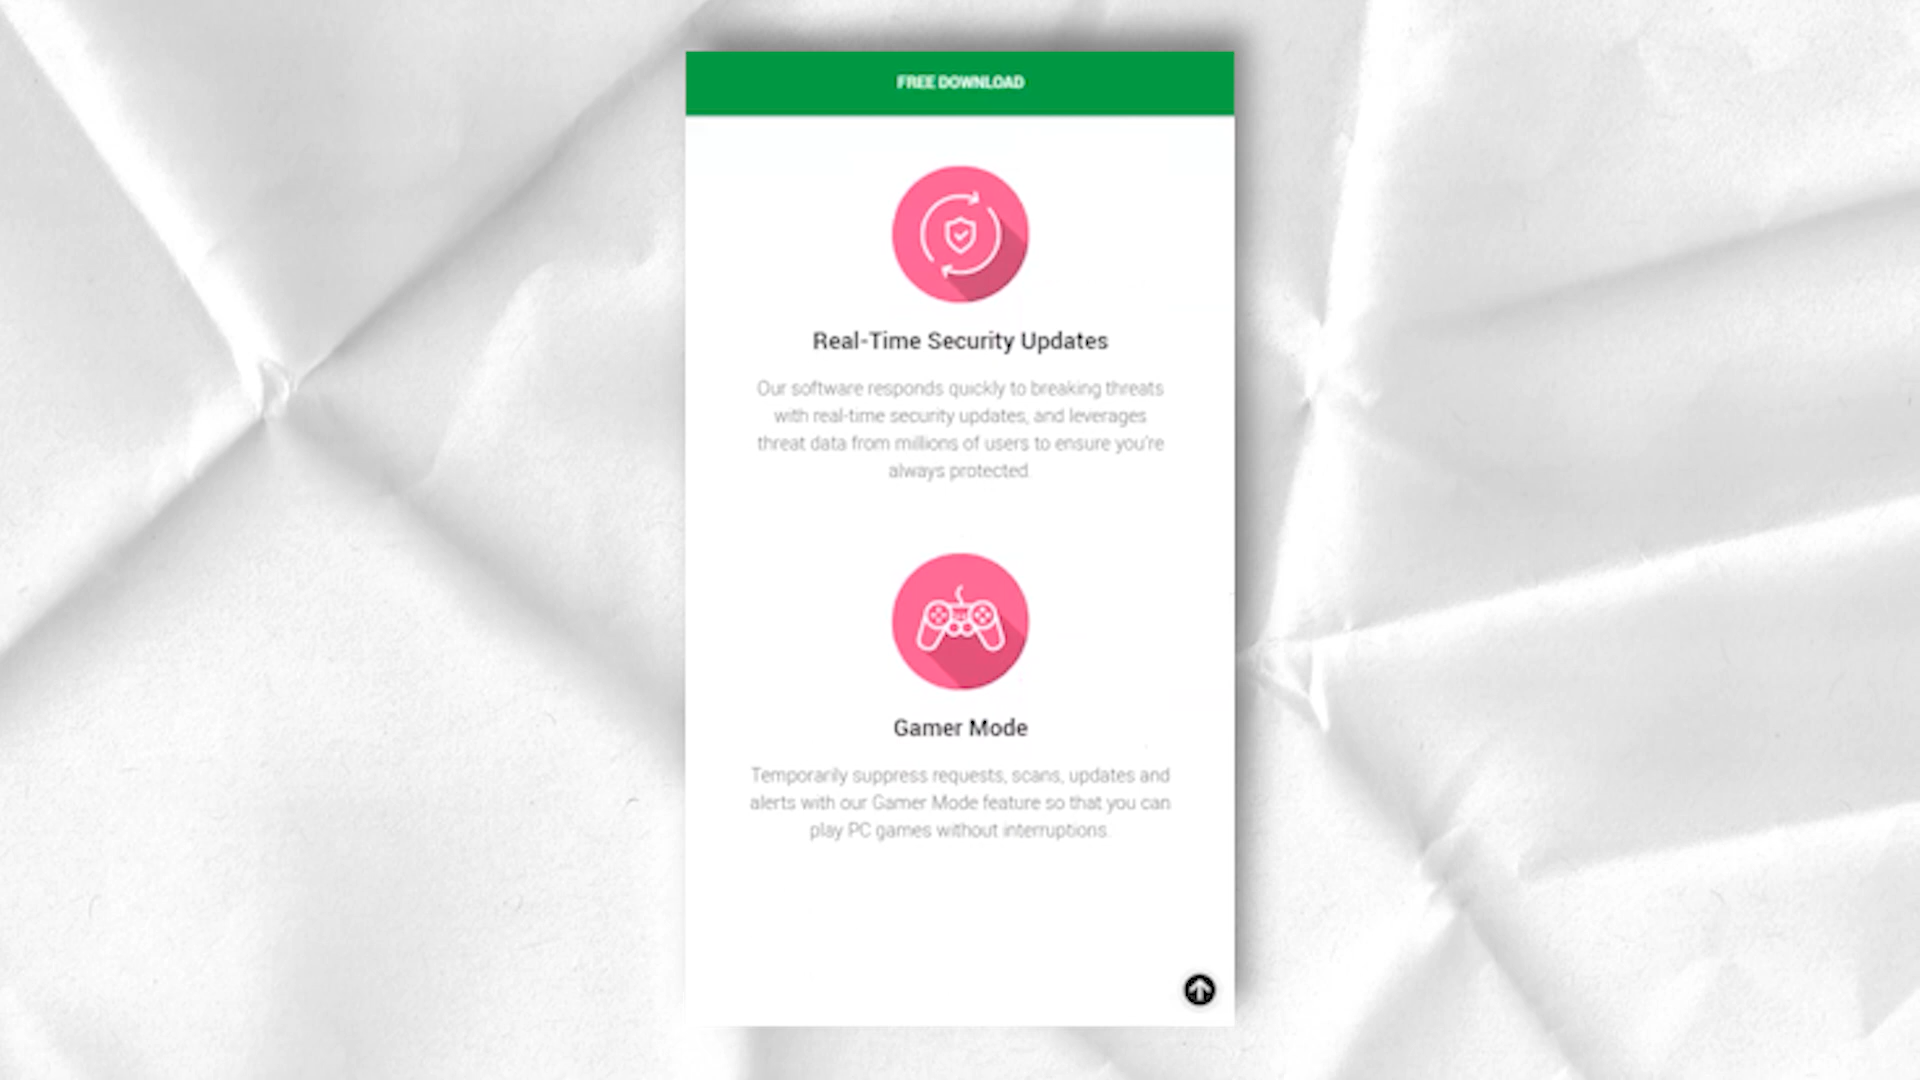 FREE DOWNLOAD
Real-Time Security Updates
Our software responds quickly to breaking threats
with real-time security updates, and leverages
threat data from millions of users to ensure you're
always protected.
Gamer Mode
Temporarily suppress requests, scans, updates and
alerts with our Gamer Mode feature so that you can
play PC games without interruptions.